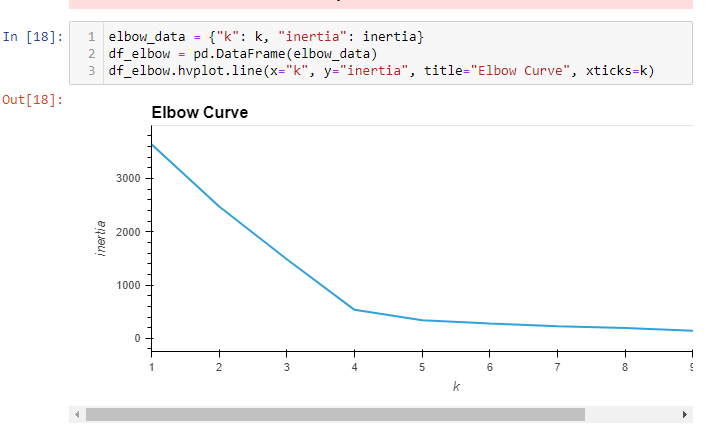 In [18]:
1 elbow_data = {"k": k, "inertia": inertia}
2 df_elbow = pd.DataFrame(elbow_data)
3 df_elbow.hvplot.line(x="k", y="inertia", title="Elbow Curve", xticks=k)
Out[18]:
Elbow Curve
3000
2000
1000
0
inertia
1 2 3 4 5 6 7 8 9
k